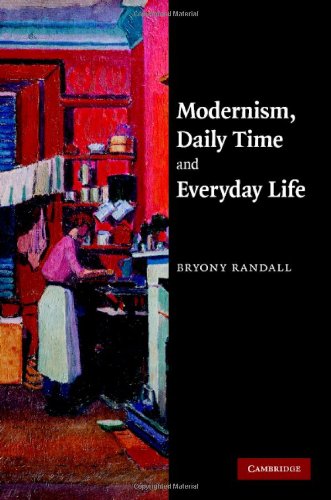 Modernism,
Daily Time
and
Everyday Life
BRYONY RANDALL
CAMBRIDGE